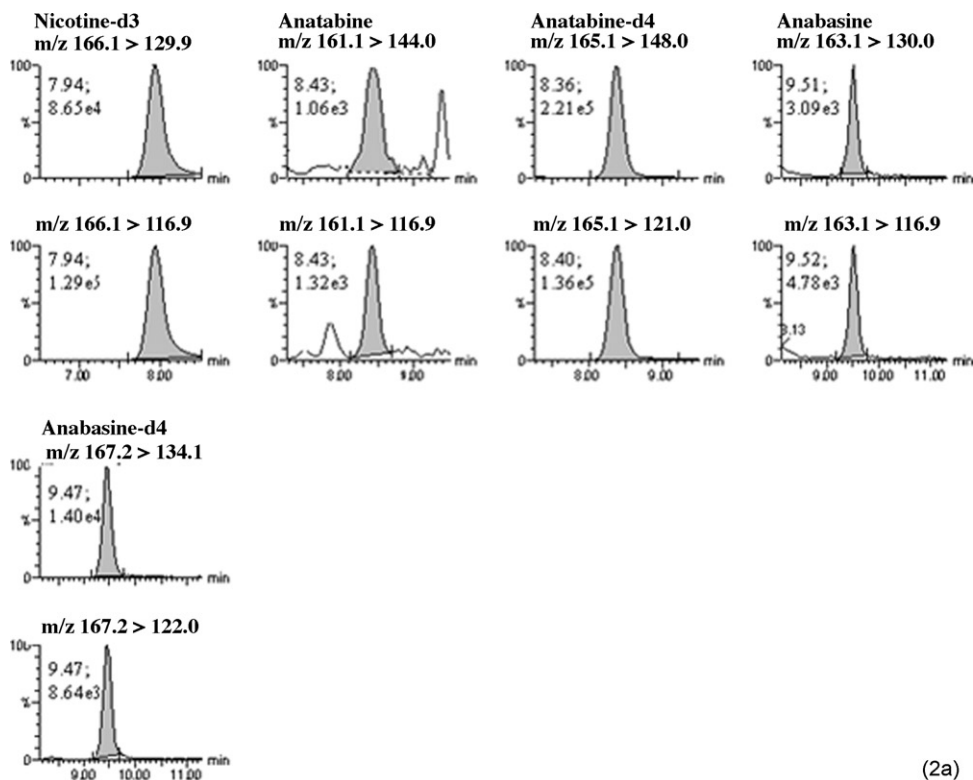 Nicotine-d3 Anatabine Anatabine-d4 Anabasine
m/z 166.1 > 129.9 m/z 161.1 > 144.0 m/z 165.1 > 148.0 m/z 163.1 > 130.0
100 7.94; 100 8.43; 100 8.36; 100 9.51;
8.65e4 1.06e3 2.21e5 3.09e3
% % % %
0 min 0 min 0 min 0 min
m/z 166.1 > 116.9 m/z 161.1 > 116.9 m/z 165.1 > 121.0 m/z 163.1 > 116.9
100 7.94; 100 8.43; 100 8.40; 100 9.52;
1.29e5 1.32e3 1.36e5 4.78e3
% % % %
0 min 0 min 0 min 0 min
7.00 8.00 8.00 9.00 8.00 9.00 9.00 10.00 11.00
Anabasine-d4
m/z 167.2 > 134.1
100 9.47;
1.40e4
%
0 min
m/z 167.2 > 122.0
9.47;
8.64e3
%
0 min
9.00 10.00 11.00
(2a)